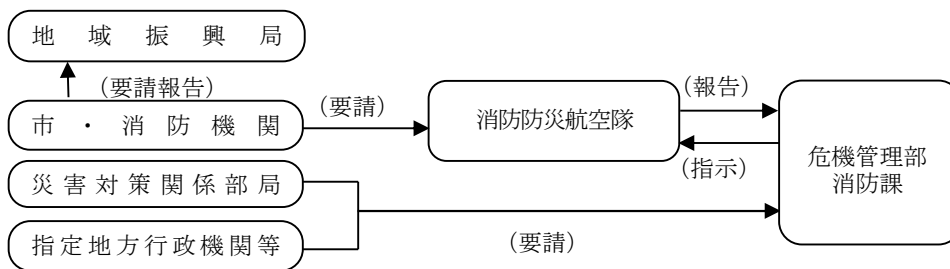 地域振興局
（要請報告）
市・消防機関
（要請）
消防防災航空隊
（報告）
（指示）
危機管理部
消防課
災害対策関係部局
指定地方行政機関等
（要請）